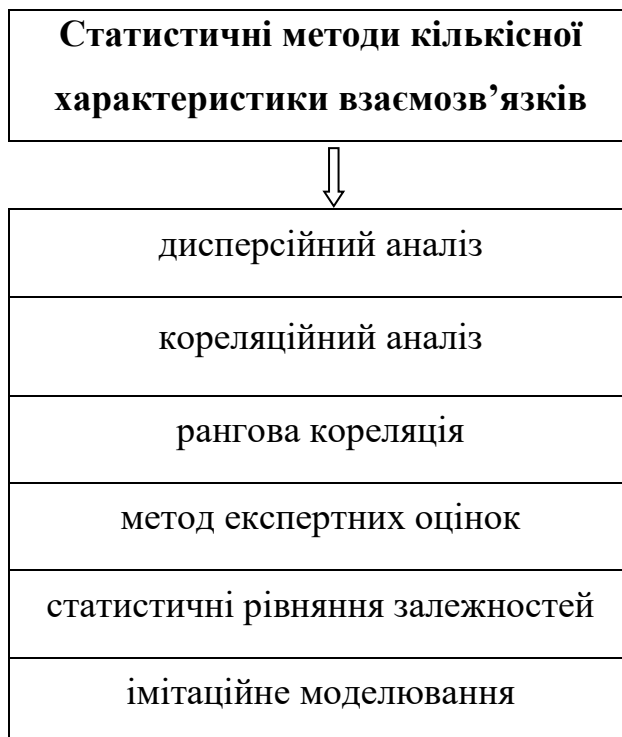 Статистичні методи кількісної
характеристики взаємозв’язків
дисперсійний аналіз
кореляційний аналіз
рангова кореляція
метод експертних оцінок
статистичні рівняння залежностей
імітаційне моделювання